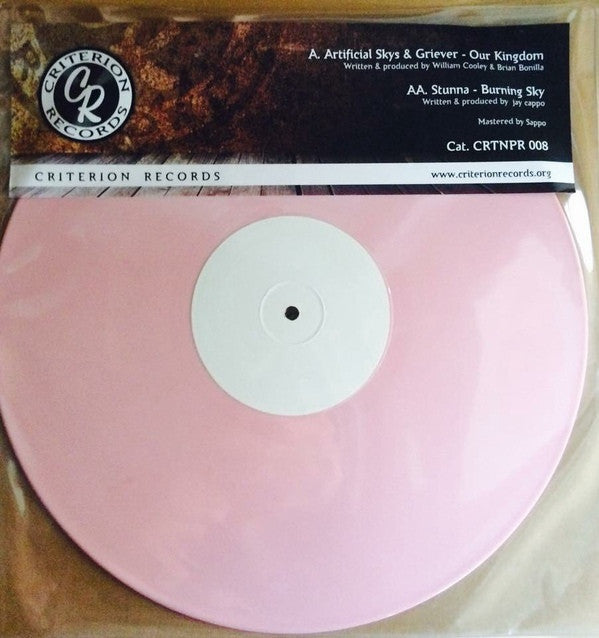 CRITERION
CR
RECORDS
A. Artificial Skys & Griever - Our Kingdom
Written & produced by William Cooley & Brian Bonilla
AA. Stunna - Burning Sky
Written & produced by jay cappo
Mastered by Sappo
Cat. CRTNPR 008
CRITERION RECORDS
www.criterionrecords.org